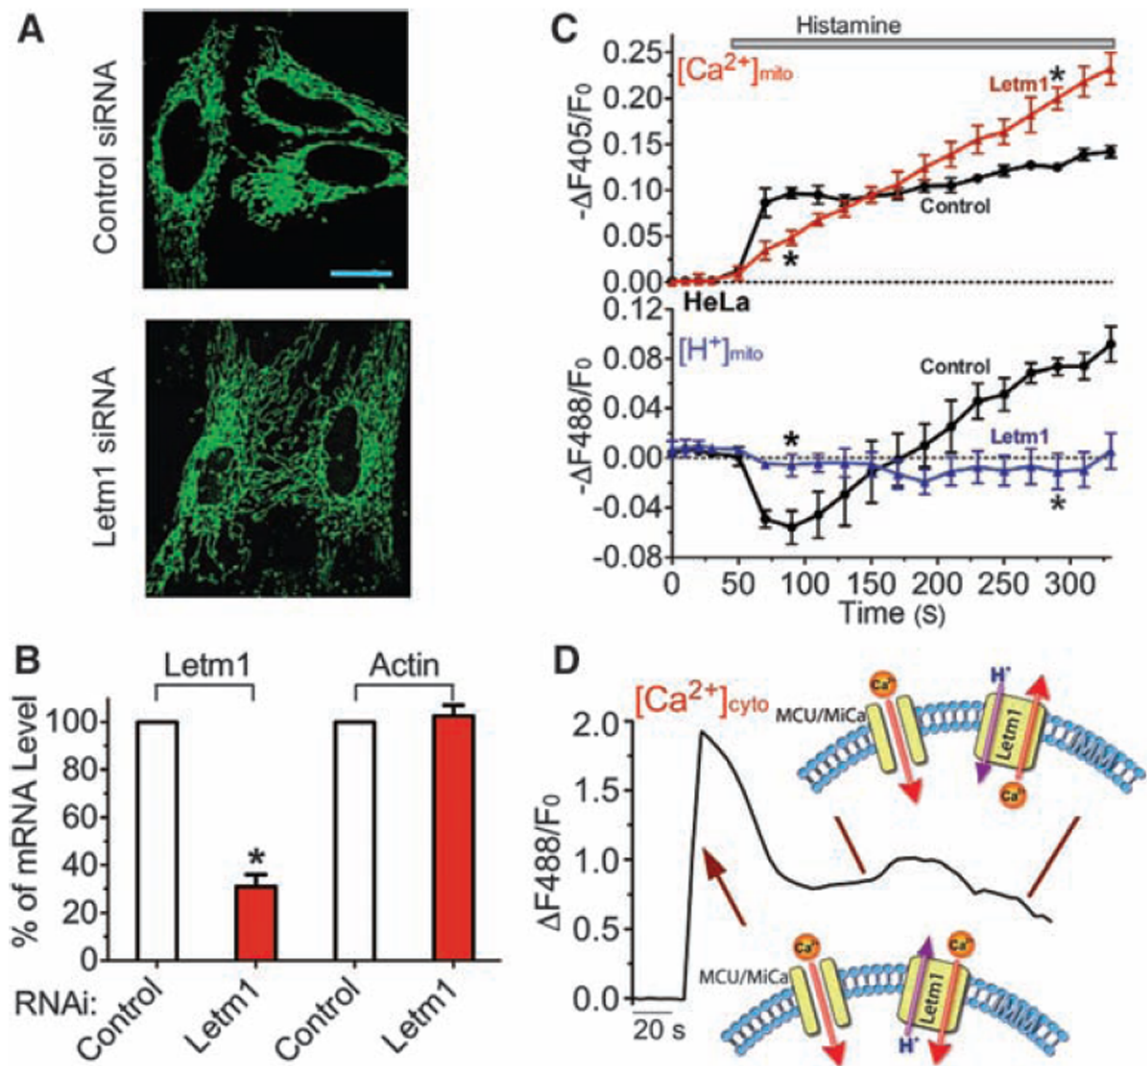 A
Control siRNA
Letm1 siRNA
B
Letm1
Actin
% of mRNA Level
100
80
60
40
20
0
*
RNAi:
Control
Letm1
Control
Letm1
C
Histamine
[Ca²⁺]mito
-ΔF405/F₀
0.25
0.20
0.15
0.10
0.05
0.00
Letm1
*
Control
*
HeLa
[H⁺]mito
-ΔF488/F₀
0.12
0.08
0.04
0.00
-0.04
-0.08
Control
*
Letm1
*
0 50 100 150 200 250 300
Time (s)
D
[Ca²⁺]cyto
ΔF488/F₀
2.0
1.5
1.0
0.5
0.0
20 s
MCU/MiCa
Ca²⁺
H⁺
Letm1
Ca²⁺
IMM
MCU/MiCa
Ca²⁺
Ca²⁺
Letm1
H⁺
IMM